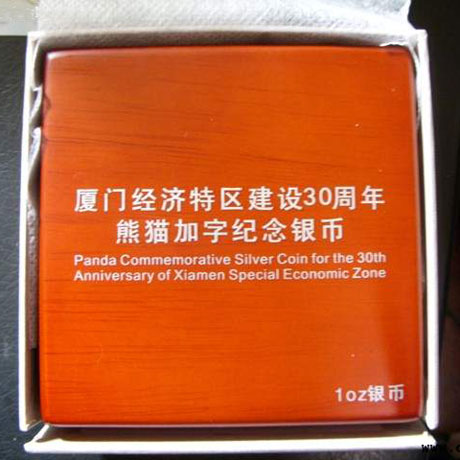 厦门经济特区建设30周年
熊猫加字纪念银币
Panda Commemorative Silver Coin for the 30th
Anniversary of Xiamen Special Economic Zone
1oz银币